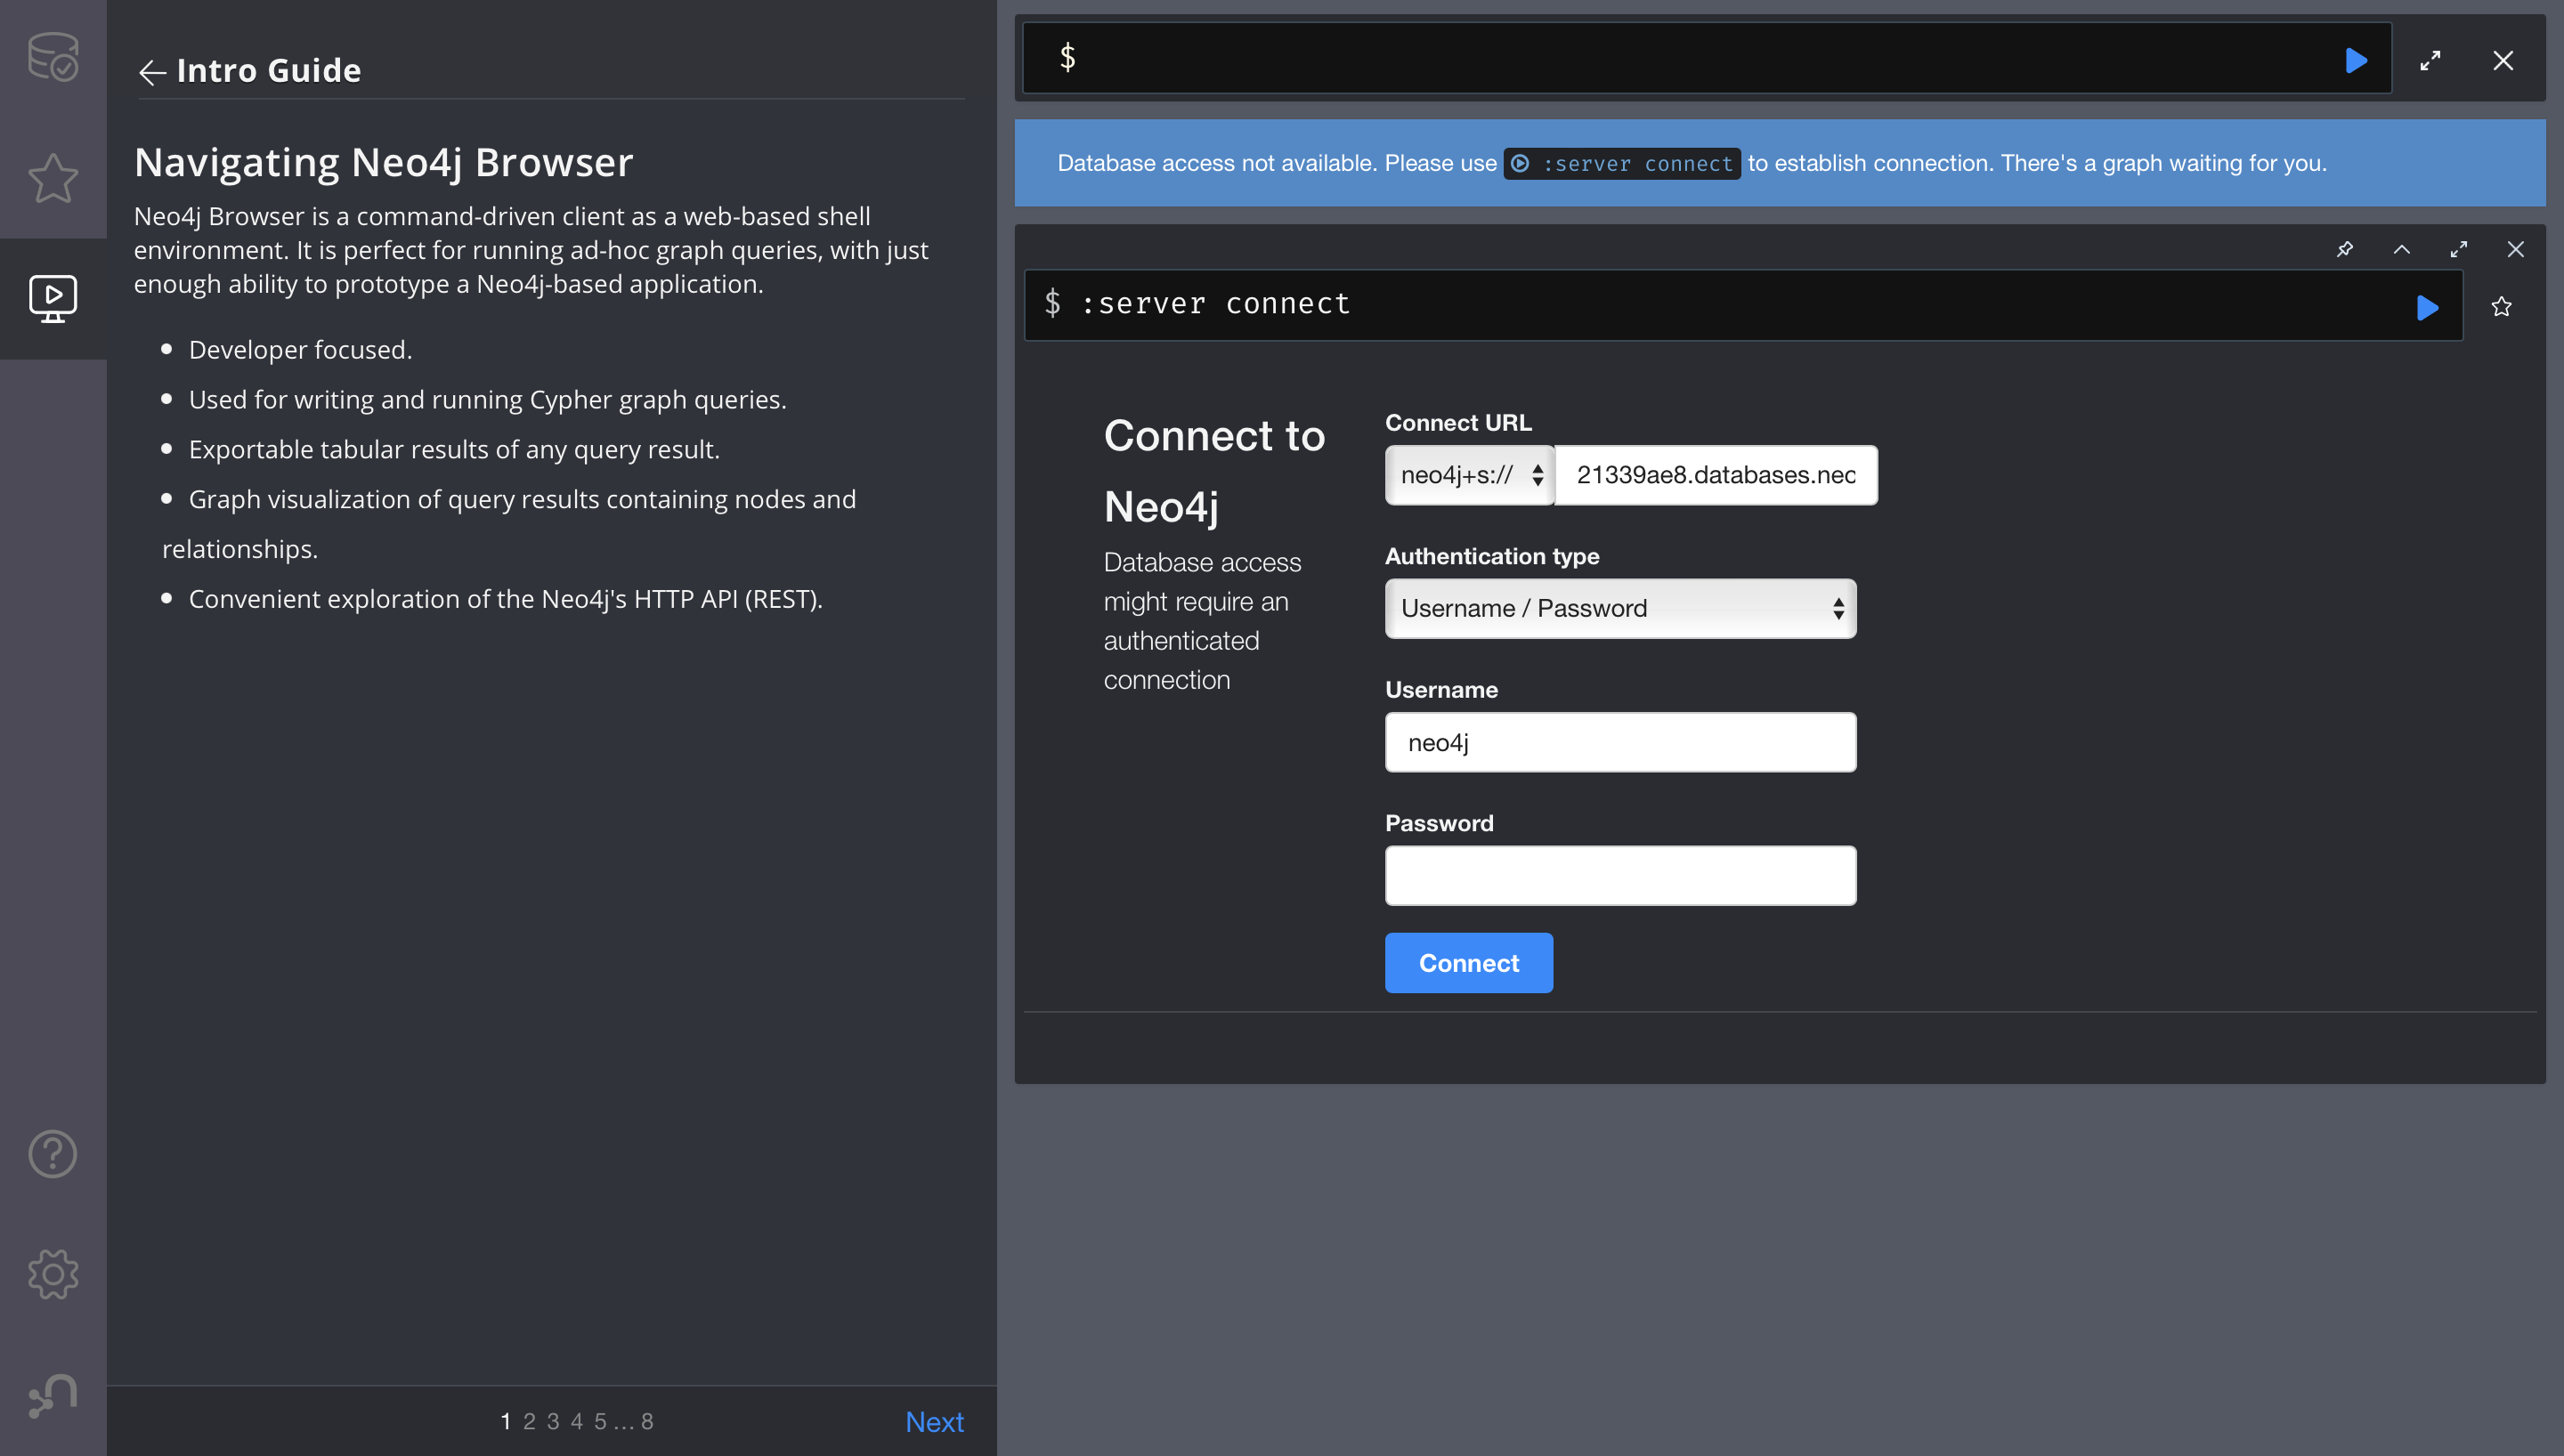 Intro Guide
Navigating Neo4j Browser
Neo4j Browser is a command-driven client as a web-based shell
environment. It is perfect for running ad-hoc graph queries, with just
enough ability to prototype a Neo4j-based application.
Developer focused.
Used for writing and running Cypher graph queries.
Exportable tabular results of any query result.
Graph visualization of query results containing nodes and
relationships.
Convenient exploration of the Neo4j's HTTP API (REST).
1 2 3 4 5 ... 8
Next
$
Database access not available. Please use :server connect to establish connection. There's a graph waiting for you.
$ :server connect
Connect to
Neo4j
Database access
might require an
authenticated
connection
Connect URL
neo4j+s:// 21339ae8.databases.neo
Authentication type
Username / Password
Username
neo4j
Password
Connect